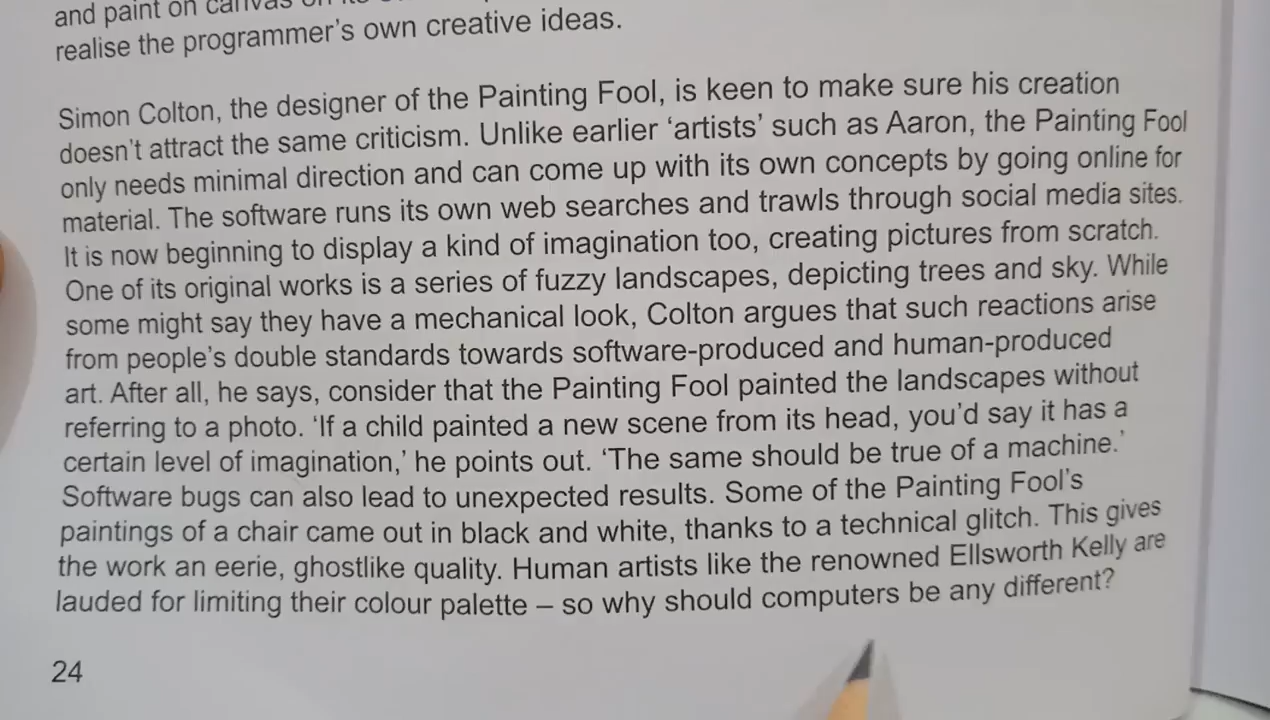 and paint on canvas on its
realise the programmer's own creative ideas.
Simon Colton, the designer of the Painting Fool, is keen to make sure his creation
doesn't attract the same criticism. Unlike earlier 'artists' such as Aaron, the Painting Fool
only needs minimal direction and can come up with its own concepts by going online for
material. The software runs its own web searches and trawls through social media sites.
It is now beginning to display a kind of imagination too, creating pictures from scratch.
One of its original works is a series of fuzzy landscapes, depicting trees and sky. While
some might say they have a mechanical look, Colton argues that such reactions arise
from people's double standards towards software-produced and human-produced
art. After all, he says, consider that the Painting Fool painted the landscapes without
referring to a photo. 'If a child painted a new scene from its head, you'd say it has a
certain level of imagination,' he points out. 'The same should be true of a machine.'
Software bugs can also lead to unexpected results. Some of the Painting Fool's
paintings of a chair came out in black and white, thanks to a technical glitch. This gives
the work an eerie, ghostlike quality. Human artists like the renowned Ellsworth Kelly are
lauded for limiting their colour palette – so why should computers be any different?
24